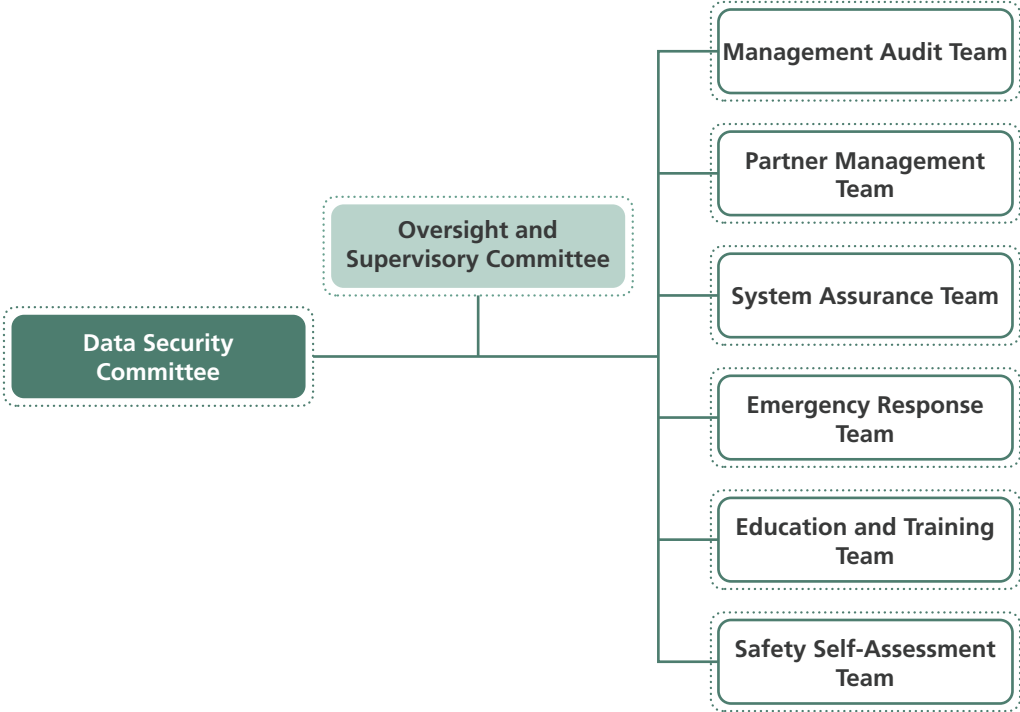 Data Security
Committee
Oversight and
Supervisory Committee
Management Audit Team
Partner Management
Team
System Assurance Team
Emergency Response
Team
Education and Training
Team
Safety Self-Assessment
Team